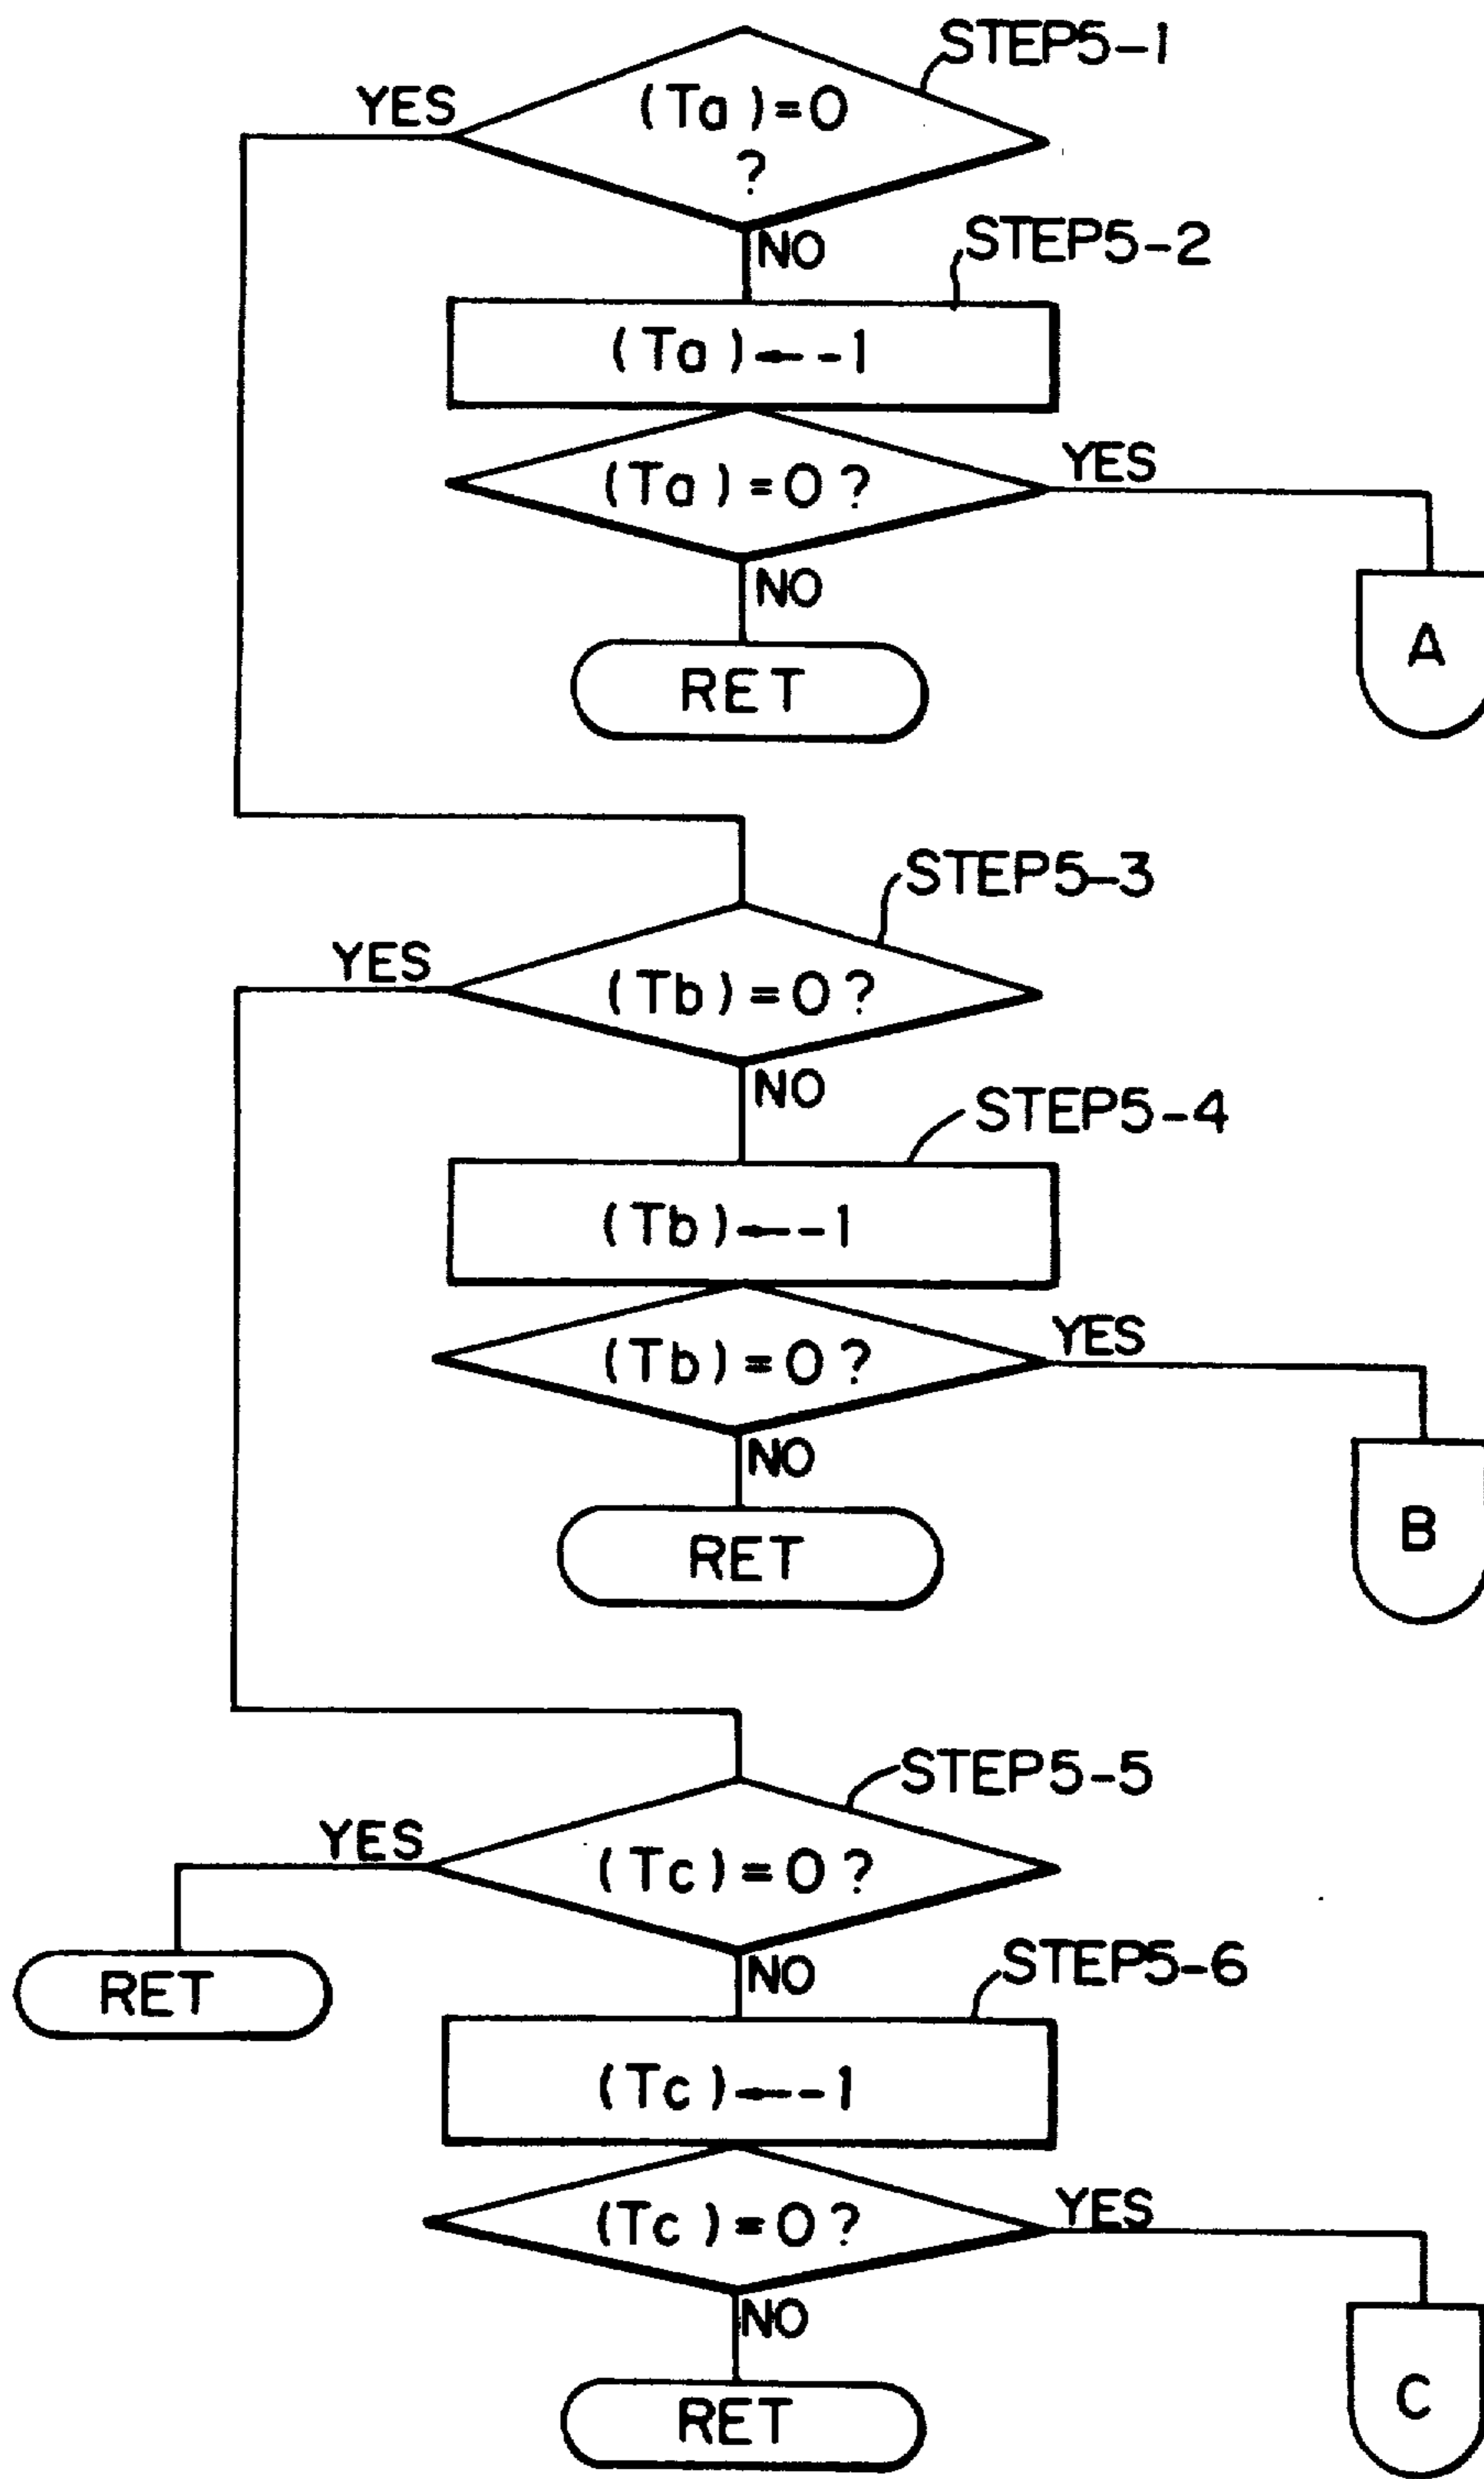 STEP5-1
YES
(Ta)=0
?
NO
STEP5-2
(Ta)←-1
(Ta)=0?
YES
NO
RET
A
STEP5-3
YES
(Tb)=0?
NO
STEP5-4
(Tb)←-1
(Tb)=0?
YES
NO
RET
B
STEP5-5
YES
(Tc)=0?
RET
NO
STEP5-6
(Tc)←-1
(Tc)=0?
YES
NO
RET
C